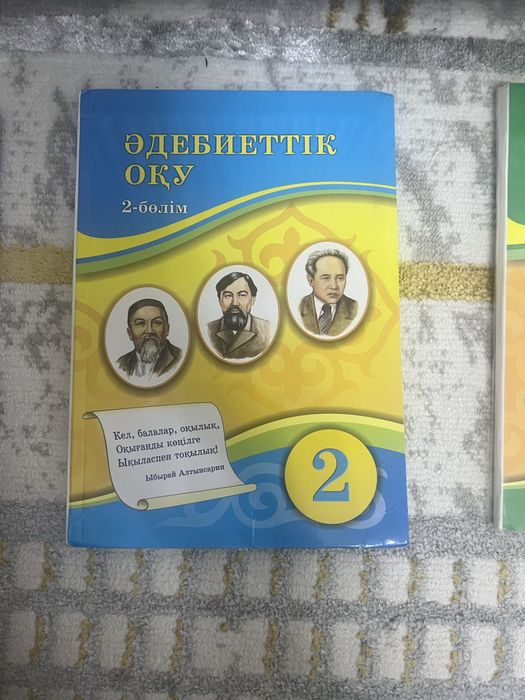 ӘДЕБИЕТТІК
ОҚУ
2-бөлім
Кел, балалар, оқылық,
Оқығанды көңілге
Ықыласпен тоқылық!
Ыбырай Алтынсарин
2